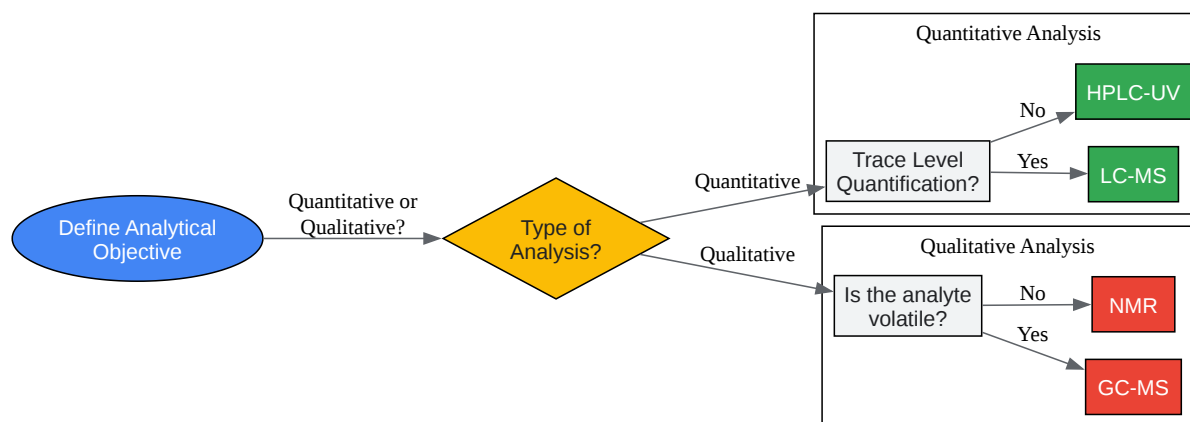 Define Analytical
Objective
Quantitative or
Qualitative?
Type of
Analysis?
Quantitative
Qualitative
Quantitative Analysis
Trace Level
Quantification?
No
Yes
HPLC-UV
LC-MS
Qualitative Analysis
Is the analyte
volatile?
No
Yes
NMR
GC-MS